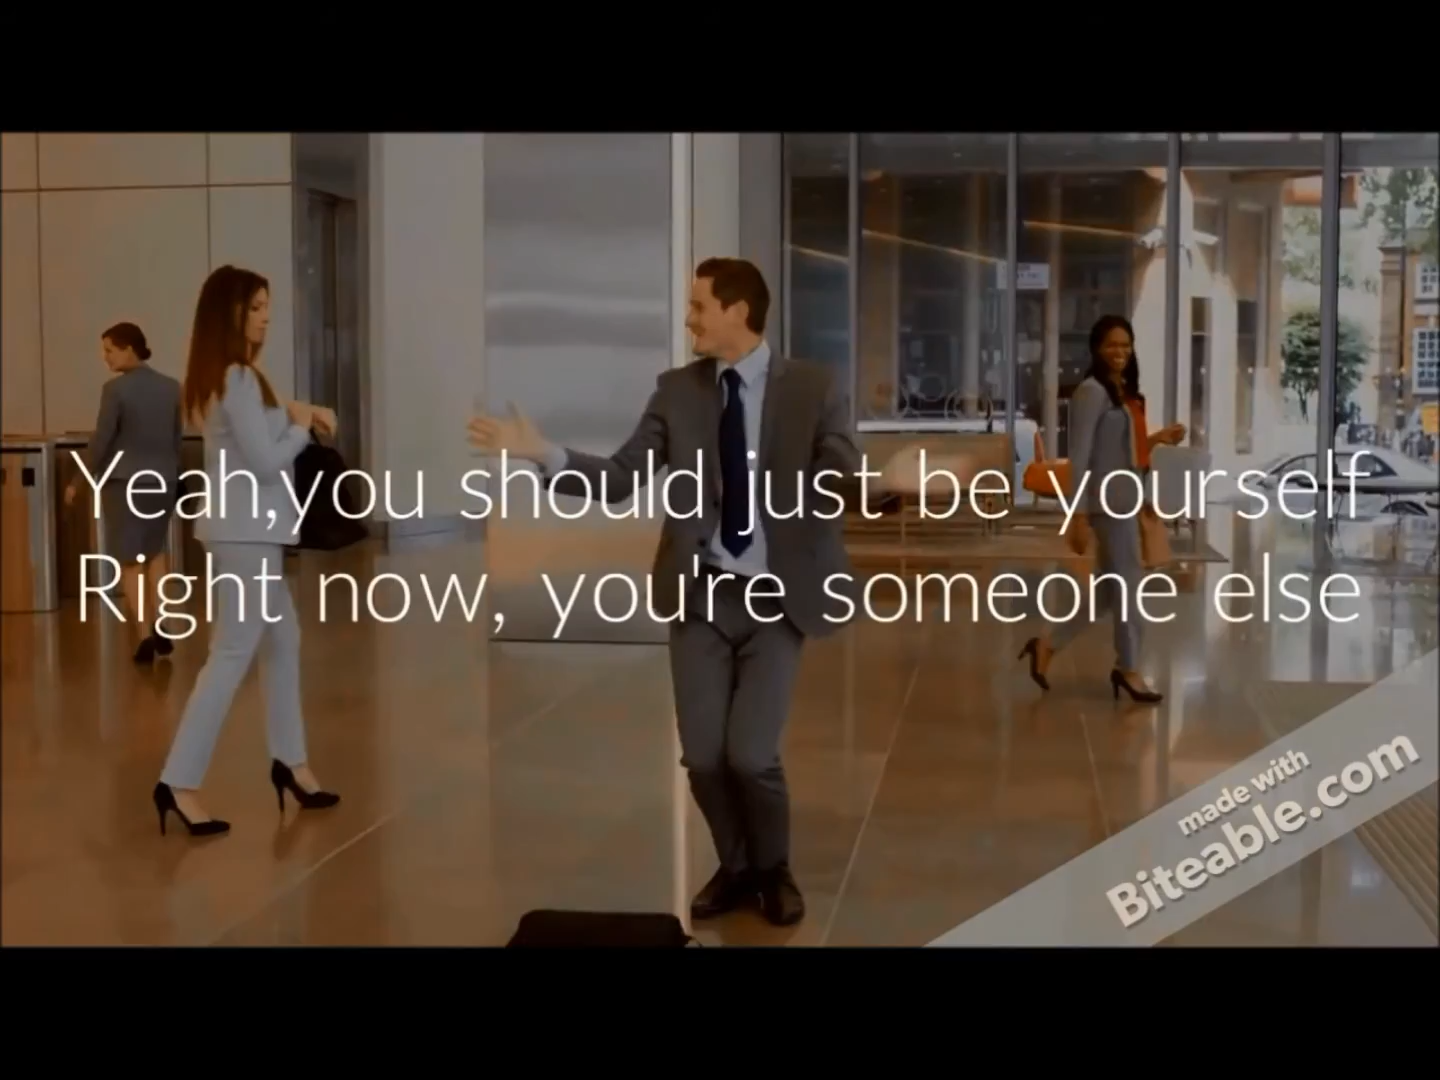 Yeah,you should just be yourself
Right now, you're someone else
made with
Biteable.com